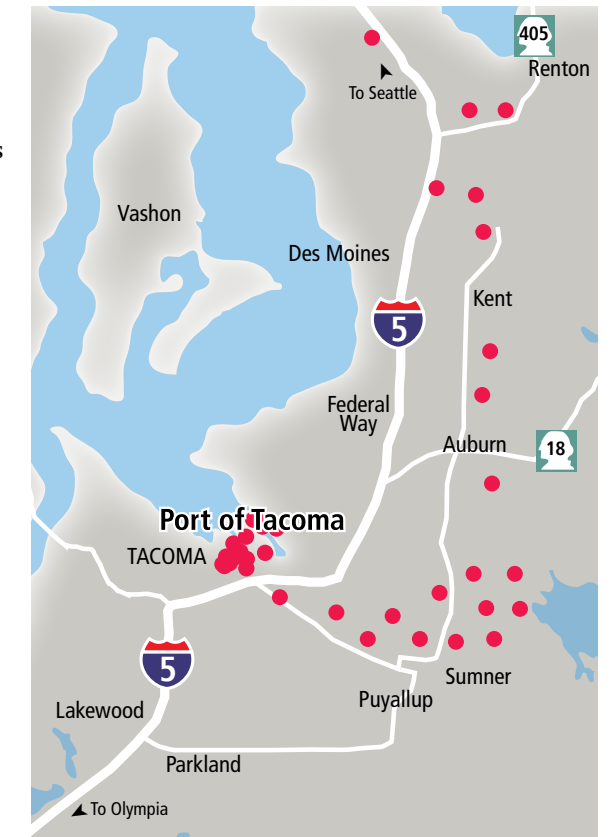 405
Renton
To Seattle
s
Vashon
Des Moines
Kent
5
Federal
Way
Auburn
18
Port of Tacoma
TACOMA
5
Sumner
Puyallup
Lakewood
Parkland
To Olympia